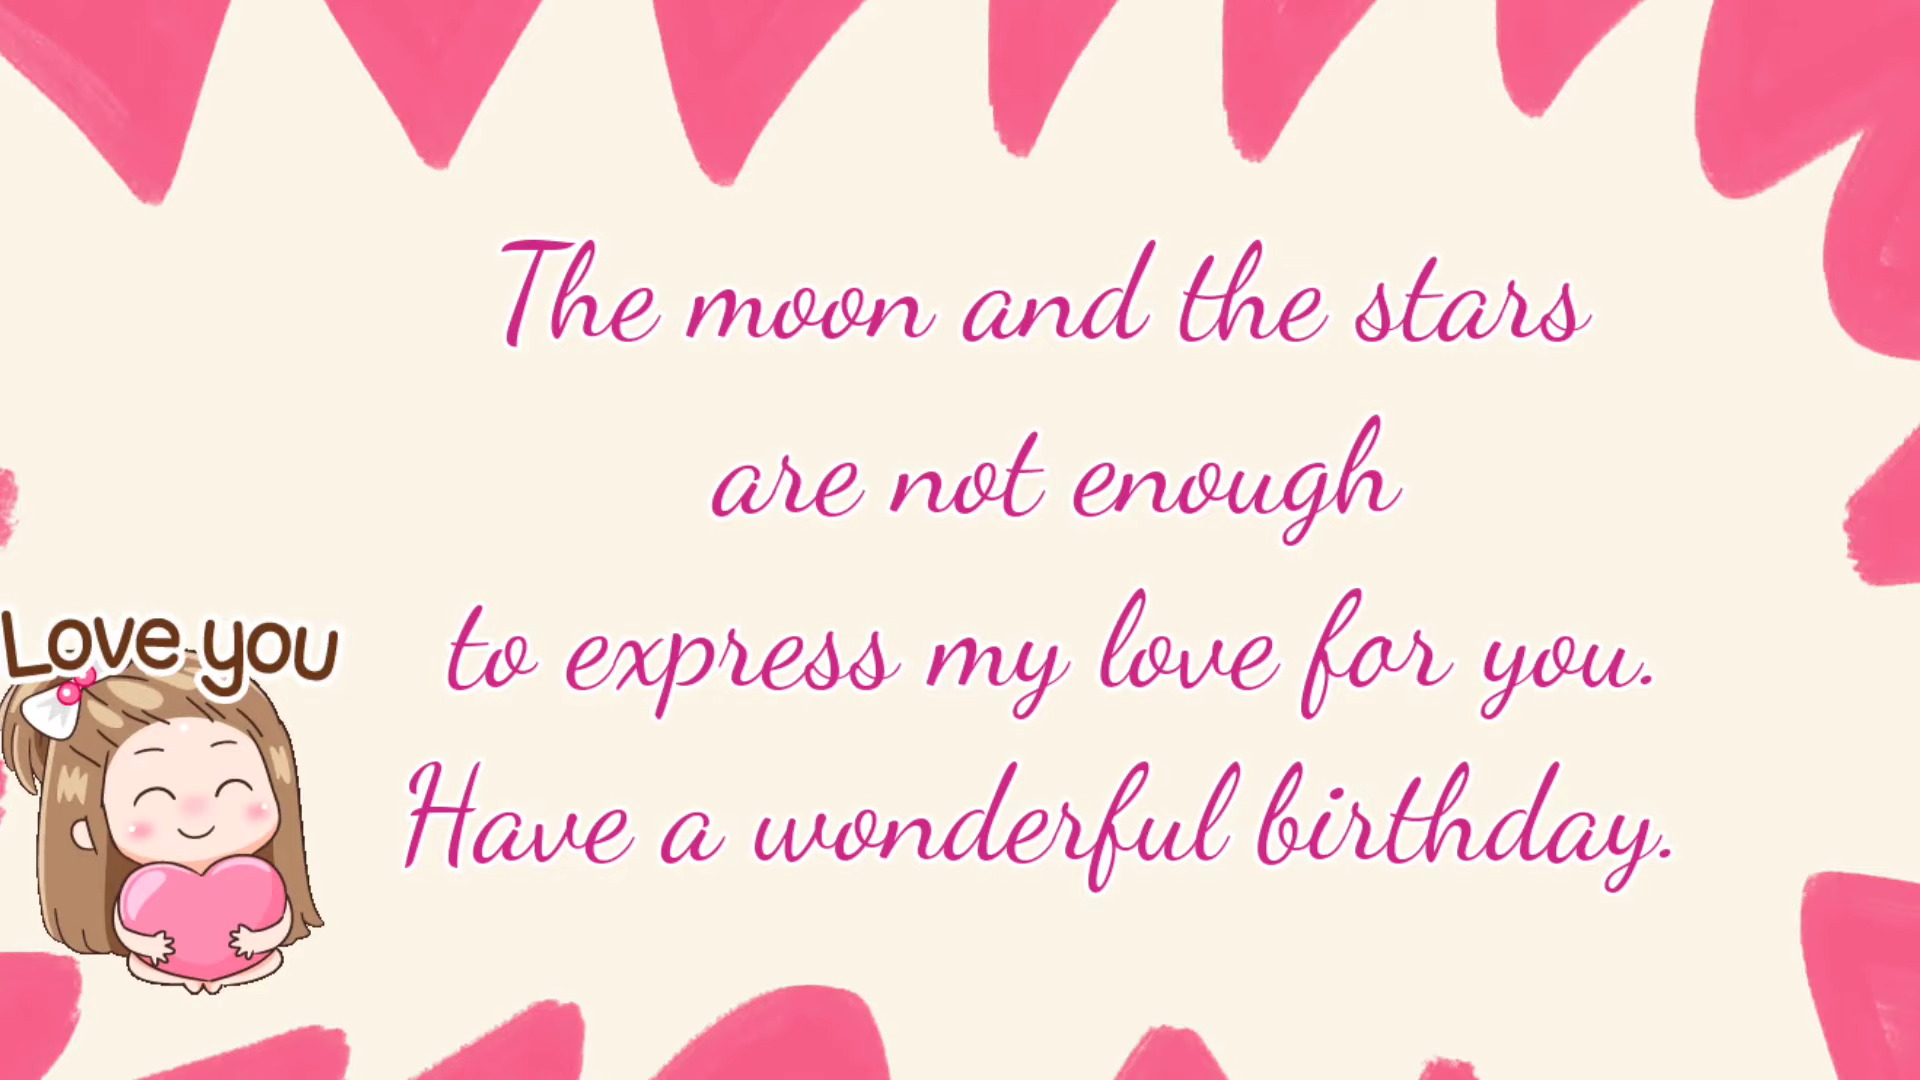 The moon and the stars
are not enough
to express my love for you.
Have a wonderful birthday.
Love you